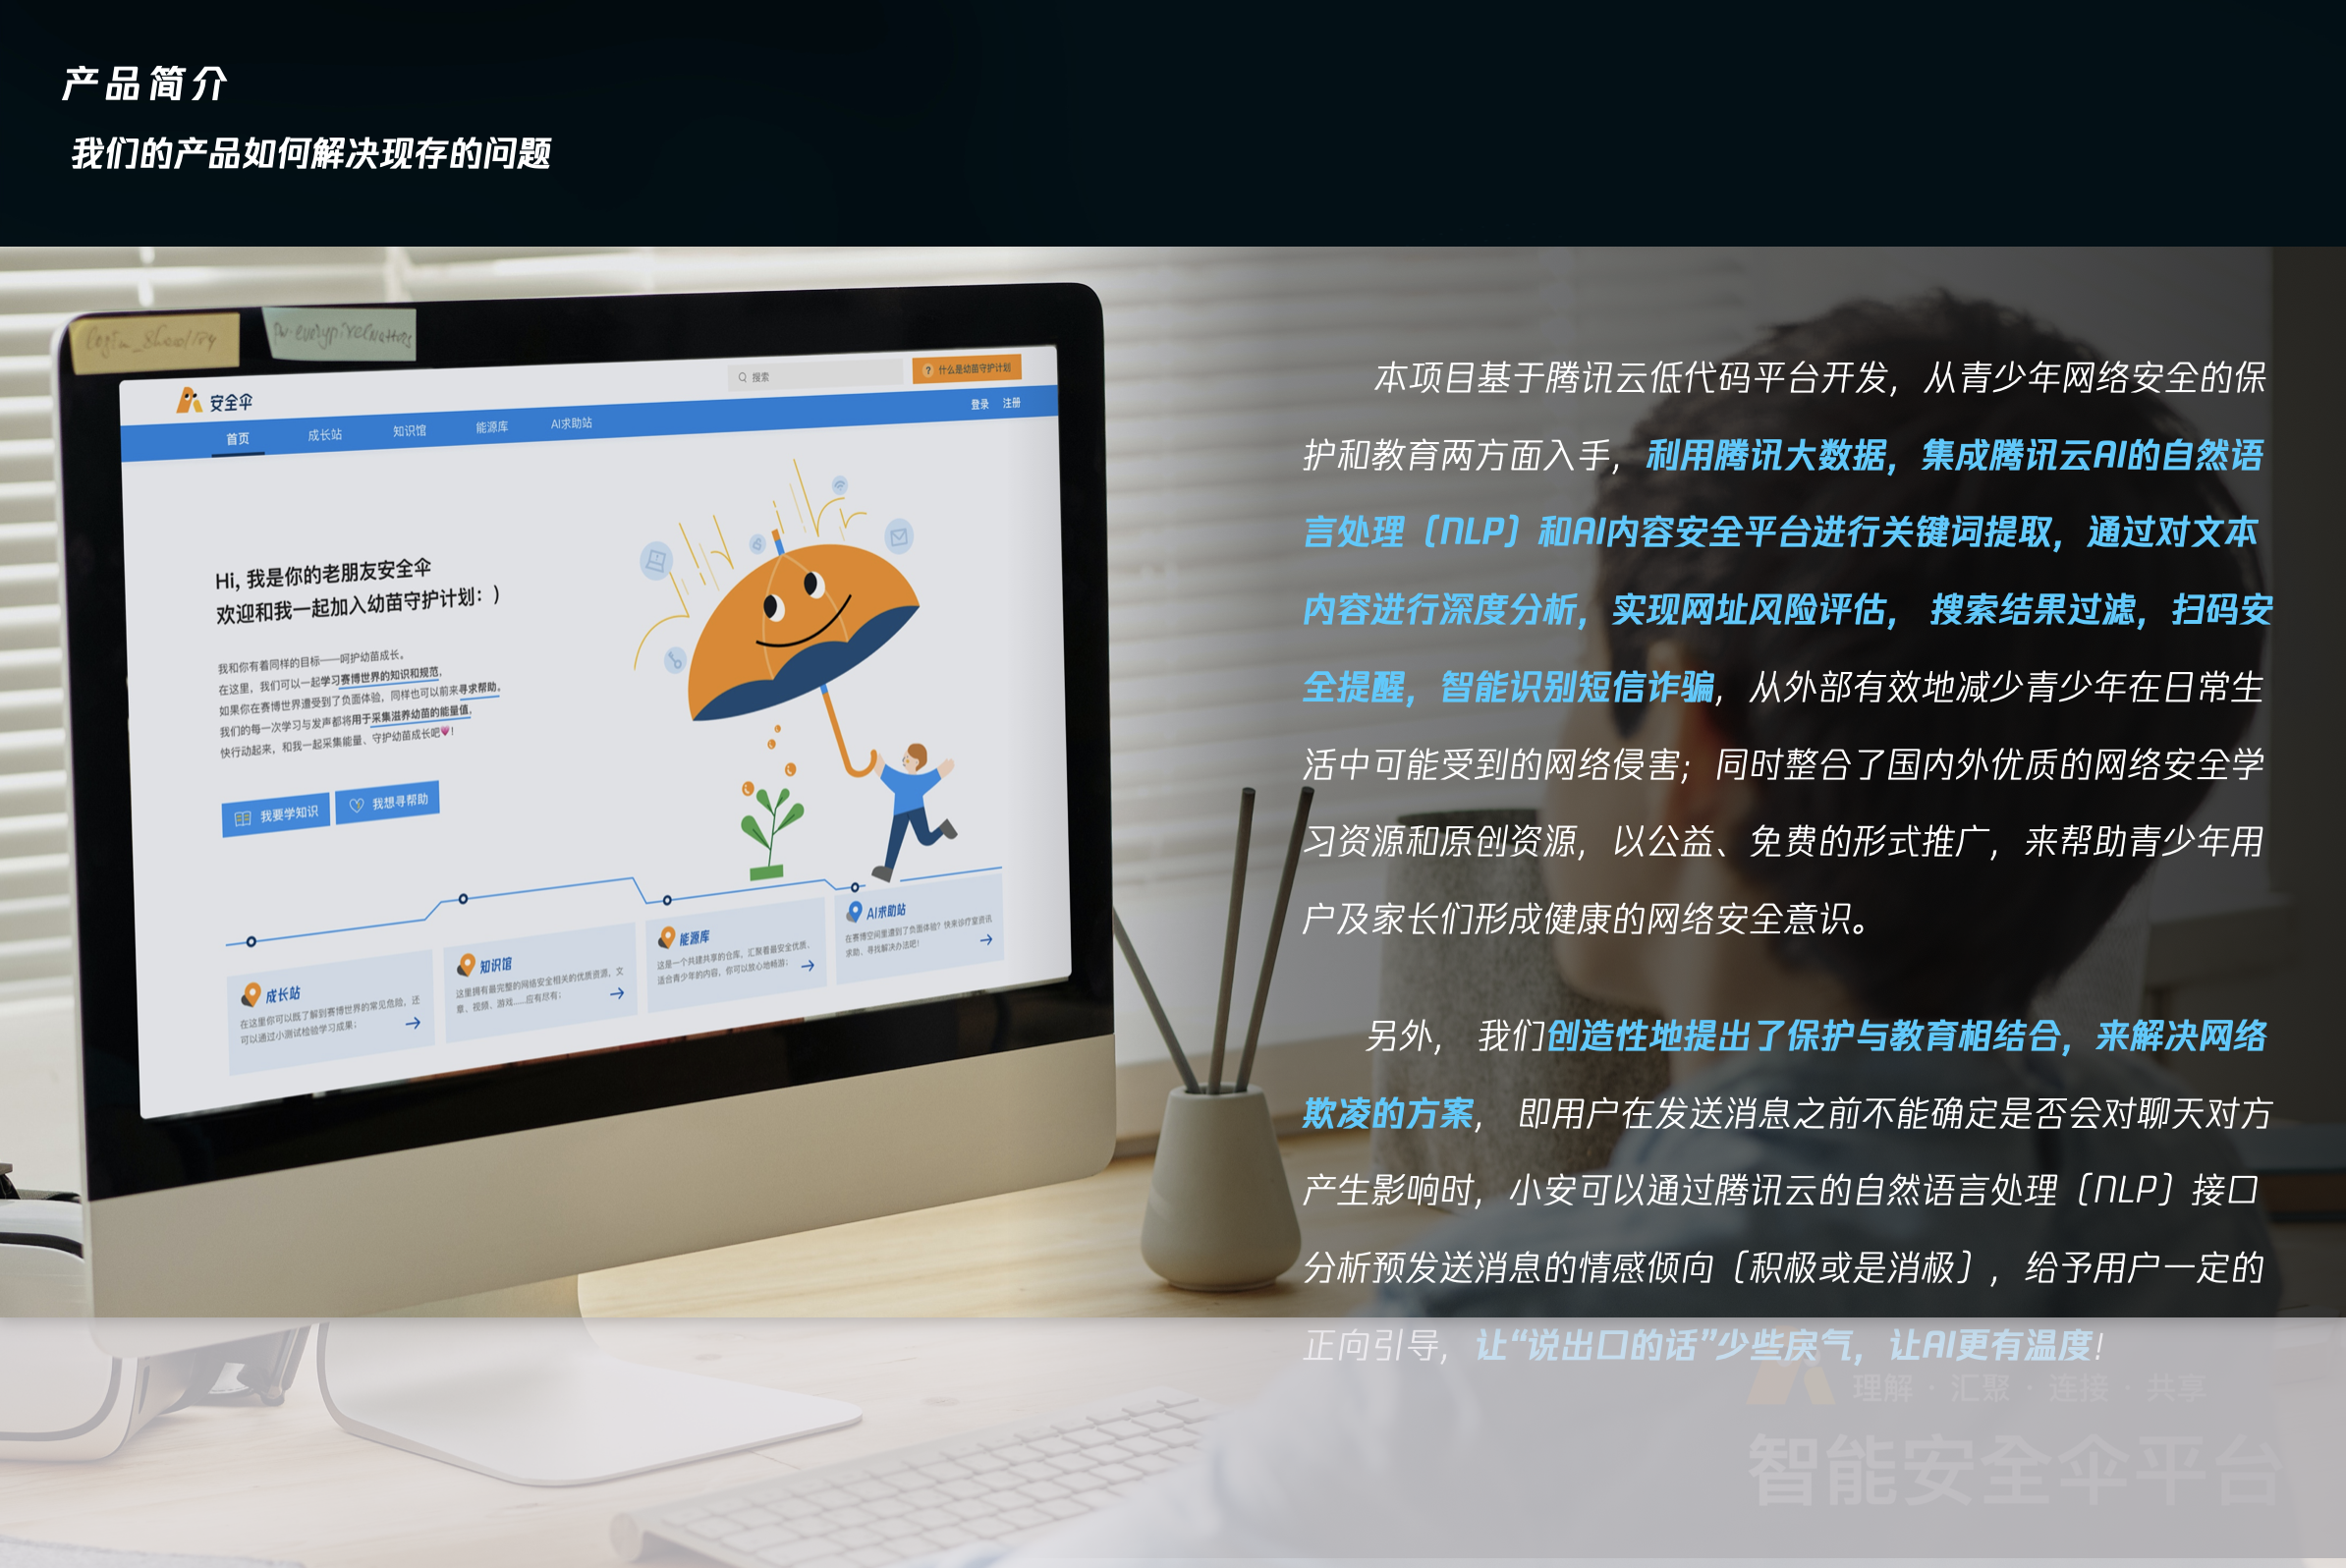 产品简介
我们的产品如何解决现存的问题
安全伞
搜索
什么是幼苗守护计划
首页
成长站
知识馆
能源库
AI求助站
登录
注册
Hi, 我是你的老朋友安全伞
欢迎和我一起加入幼苗守护计划：)
我和你有着同样的目标——呵护幼苗成长。
在这里，我们可以一起学习赛博世界的知识和规范，
如果你在赛博世界遭受到了负面体验，同样也可以前来寻求帮助。
我们的每一次学习与发声都将用于采集滋养幼苗的能量值，
快行动起来，和我一起采集能量、守护幼苗成长吧！
我要学知识
我想寻帮助
成长站
在这里你可以既了解到赛博世界的常见危险，还
可以通过小测试检验学习成果；
知识馆
这里拥有最完整的网络安全相关的优质资源，文
章、视频、游戏......应有尽有；
能源库
这是一个共建共享的仓库，汇聚着最安全优质、
适合青少年的内容，你可以放心地畅游；
AI求助站
在赛博空间里遭到了负面体验？快来诊疗室资讯
求助、寻找解决办法吧！
本项目基于腾讯云低代码平台开发，从青少年网络安全的保
护和教育两方面入手，利用腾讯大数据，集成腾讯云AI的自然语
言处理（NLP）和AI内容安全平台进行关键词提取，通过对文本
内容进行深度分析，实现网址风险评估， 搜索结果过滤，扫码安
全提醒，智能识别短信诈骗，从外部有效地减少青少年在日常生
活中可能受到的网络侵害；同时整合了国内外优质的网络安全学
习资源和原创资源，以公益、免费的形式推广，来帮助青少年用
户及家长们形成健康的网络安全意识。
另外， 我们创造性地提出了保护与教育相结合，来解决网络
欺凌的方案， 即用户在发送消息之前不能确定是否会对聊天对方
产生影响时，小安可以通过腾讯云的自然语言处理（NLP）接口
分析预发送消息的情感倾向（积极或是消极），给予用户一定的
正向引导，让“说出口的话”少些戾气，让AI更有温度！
理解 · 汇聚 · 连接 · 共享
智能安全伞平台